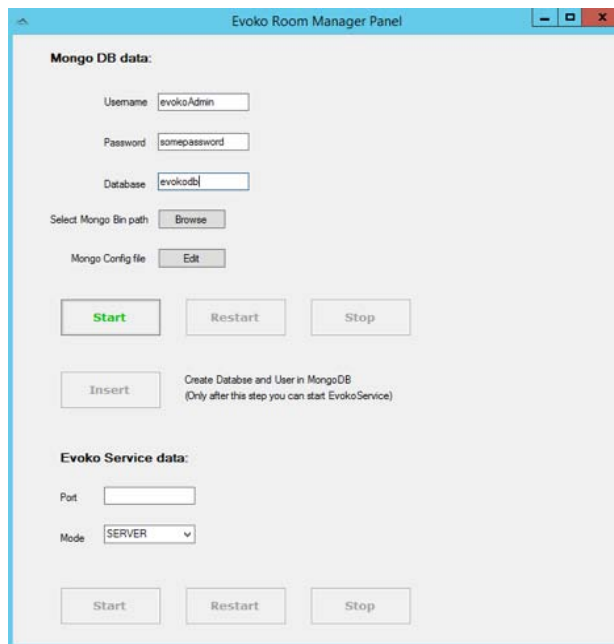 Evoko Room Manager Panel
Mongo DB data:
Username evokoAdmin
Password somepassword
Database evokodb
Select Mongo Bin path Browse
Mongo Config file Edit
Start Restart Stop
Insert
Create Databse and User in MongoDB
(Only after this step you can start EvokoService)
Evoko Service data:
Port
Mode SERVER
Start Restart Stop